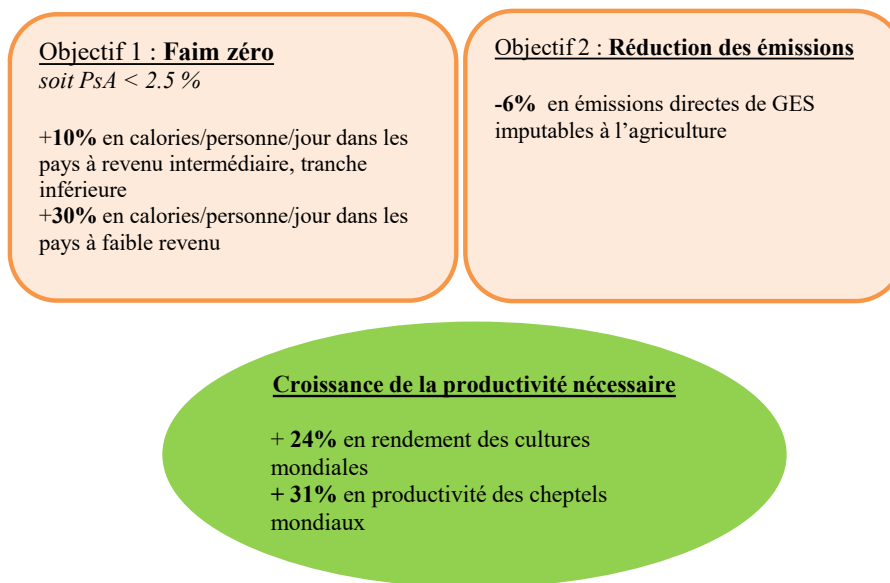 Objectif 1 : Faim zéro
soit PsA < 2.5 %
+10% en calories/personne/jour dans les
pays à revenu intermédiaire, tranche
inférieure
+30% en calories/personne/jour dans les
pays à faible revenu
Objectif 2 : Réduction des émissions
-6% en émissions directes de GES
imputables à l'agriculture
Croissance de la productivité nécessaire
+ 24% en rendement des cultures
mondiales
+ 31% en productivité des cheptels
mondiaux